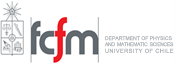 fcfm
DEPARTMENT OF PHYSICS
AND MATHEMATIC SCIENCES
UNIVERSITY OF CHILE